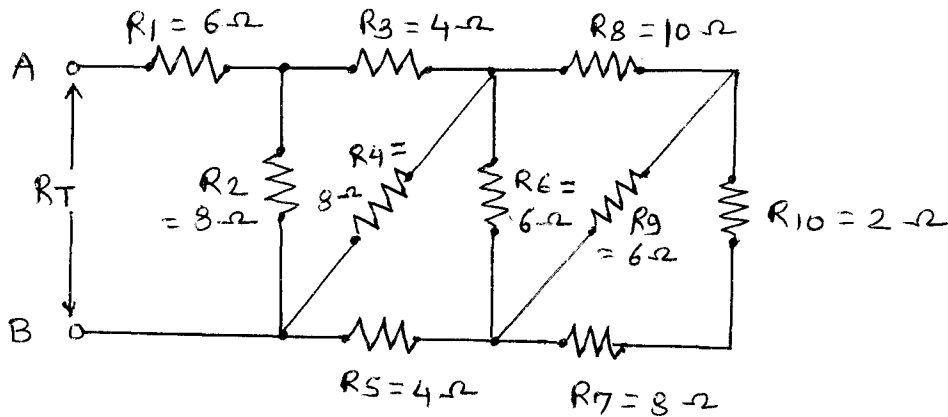 R1 = 6 Ω
R3 = 4 Ω
R8 = 10 Ω
A
R4 =
8 Ω
RT
R2
= 8 Ω
R6 =
6 Ω
R9
= 6 Ω
R10 = 2 Ω
B
R5 = 4 Ω
R7 = 8 Ω